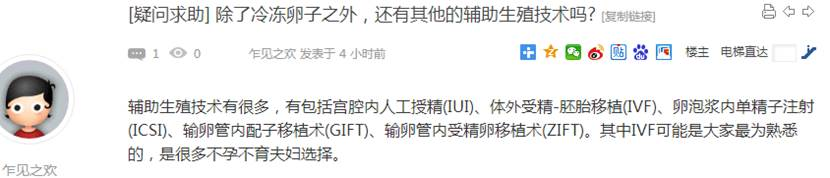 [疑问求助] 除了冷冻卵子之外，还有其他的辅助生殖技术吗? [复制链接]
1 0 乍见之欢 发表于 4 小时前 贴 楼主 电梯直达
辅助生殖技术有很多，有包括宫腔内人工授精(IUI)、体外受精-胚胎移植(IVF)、卵泡浆内单精子注射
(ICSI)、输卵管内配子移植术(GIFT)、输卵管内受精卵移植术(ZIFT)。其中IVF可能是大家最为熟悉
的，是很多不孕不育夫妇选择。
乍见之欢